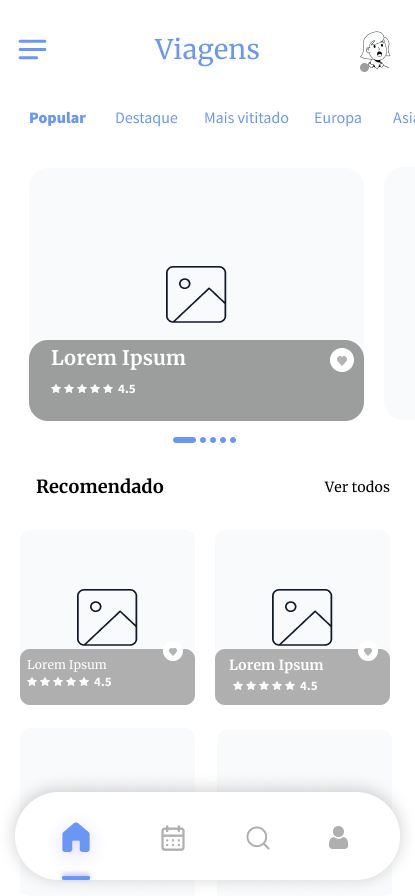 Viagens
Popular Destaque Mais vititado Europa Asia
Lorem Ipsum
4.5
Recomendado Ver todos
Lorem Ipsum Lorem Ipsum
4.5 4.5